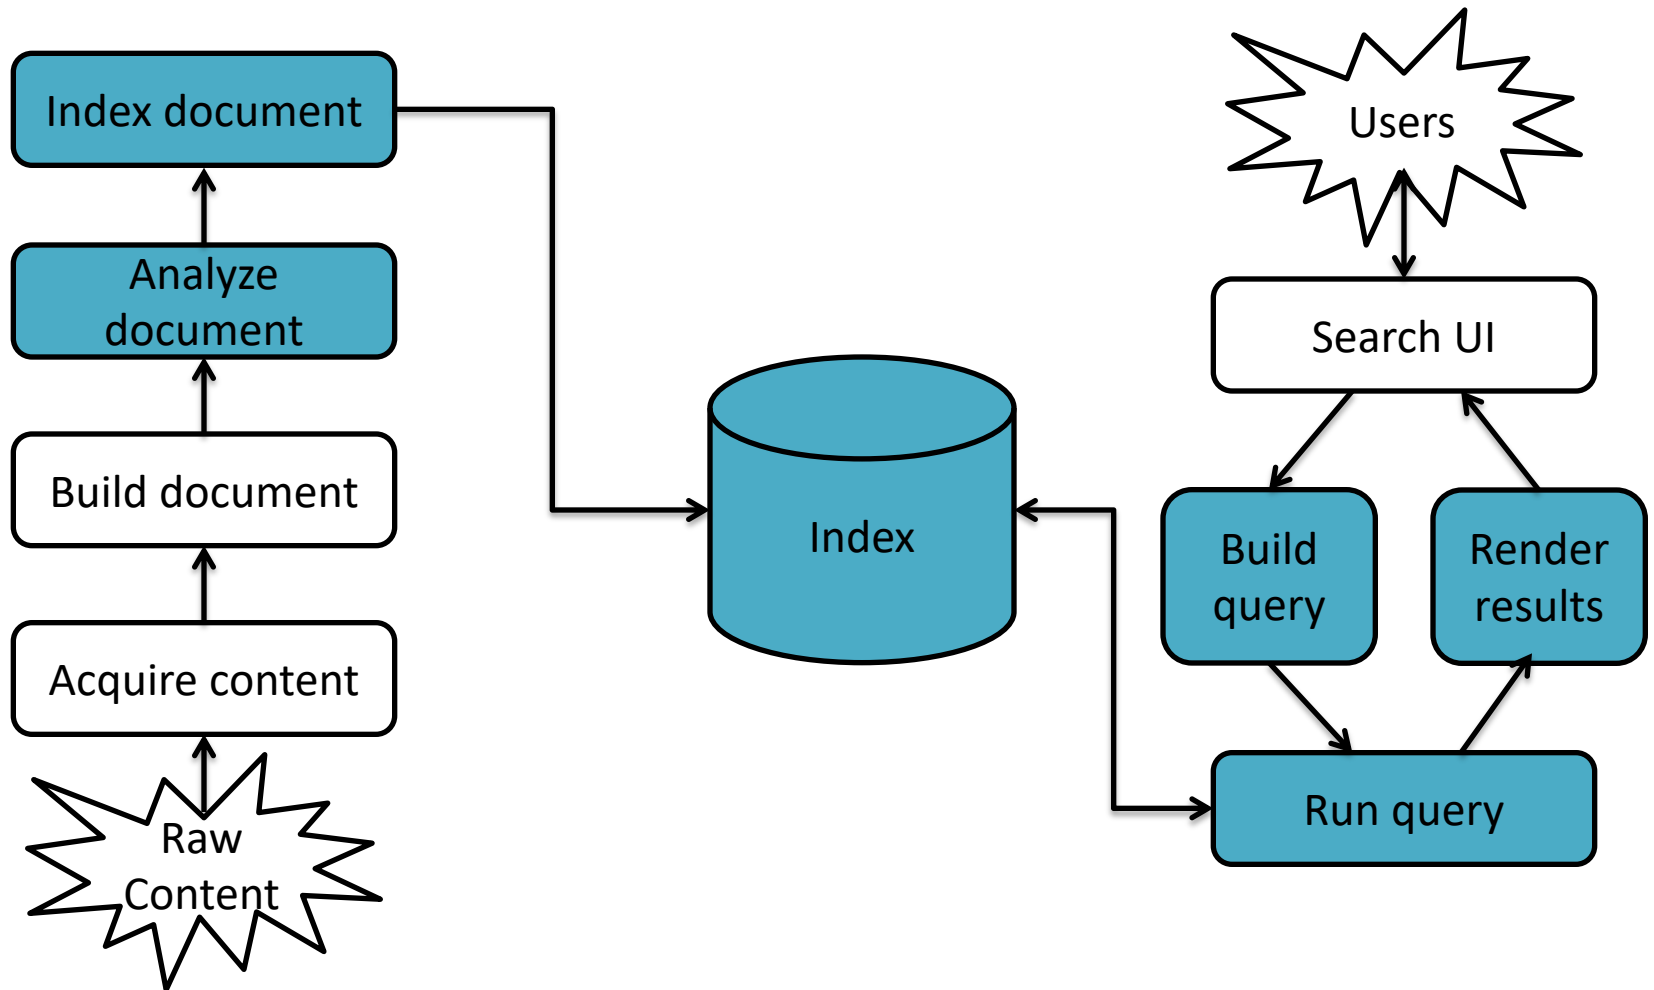 Index document
Analyze
document
Build document
Acquire content
Raw
Content
Index
Users
Search UI
Build
query
Render
results
Run query